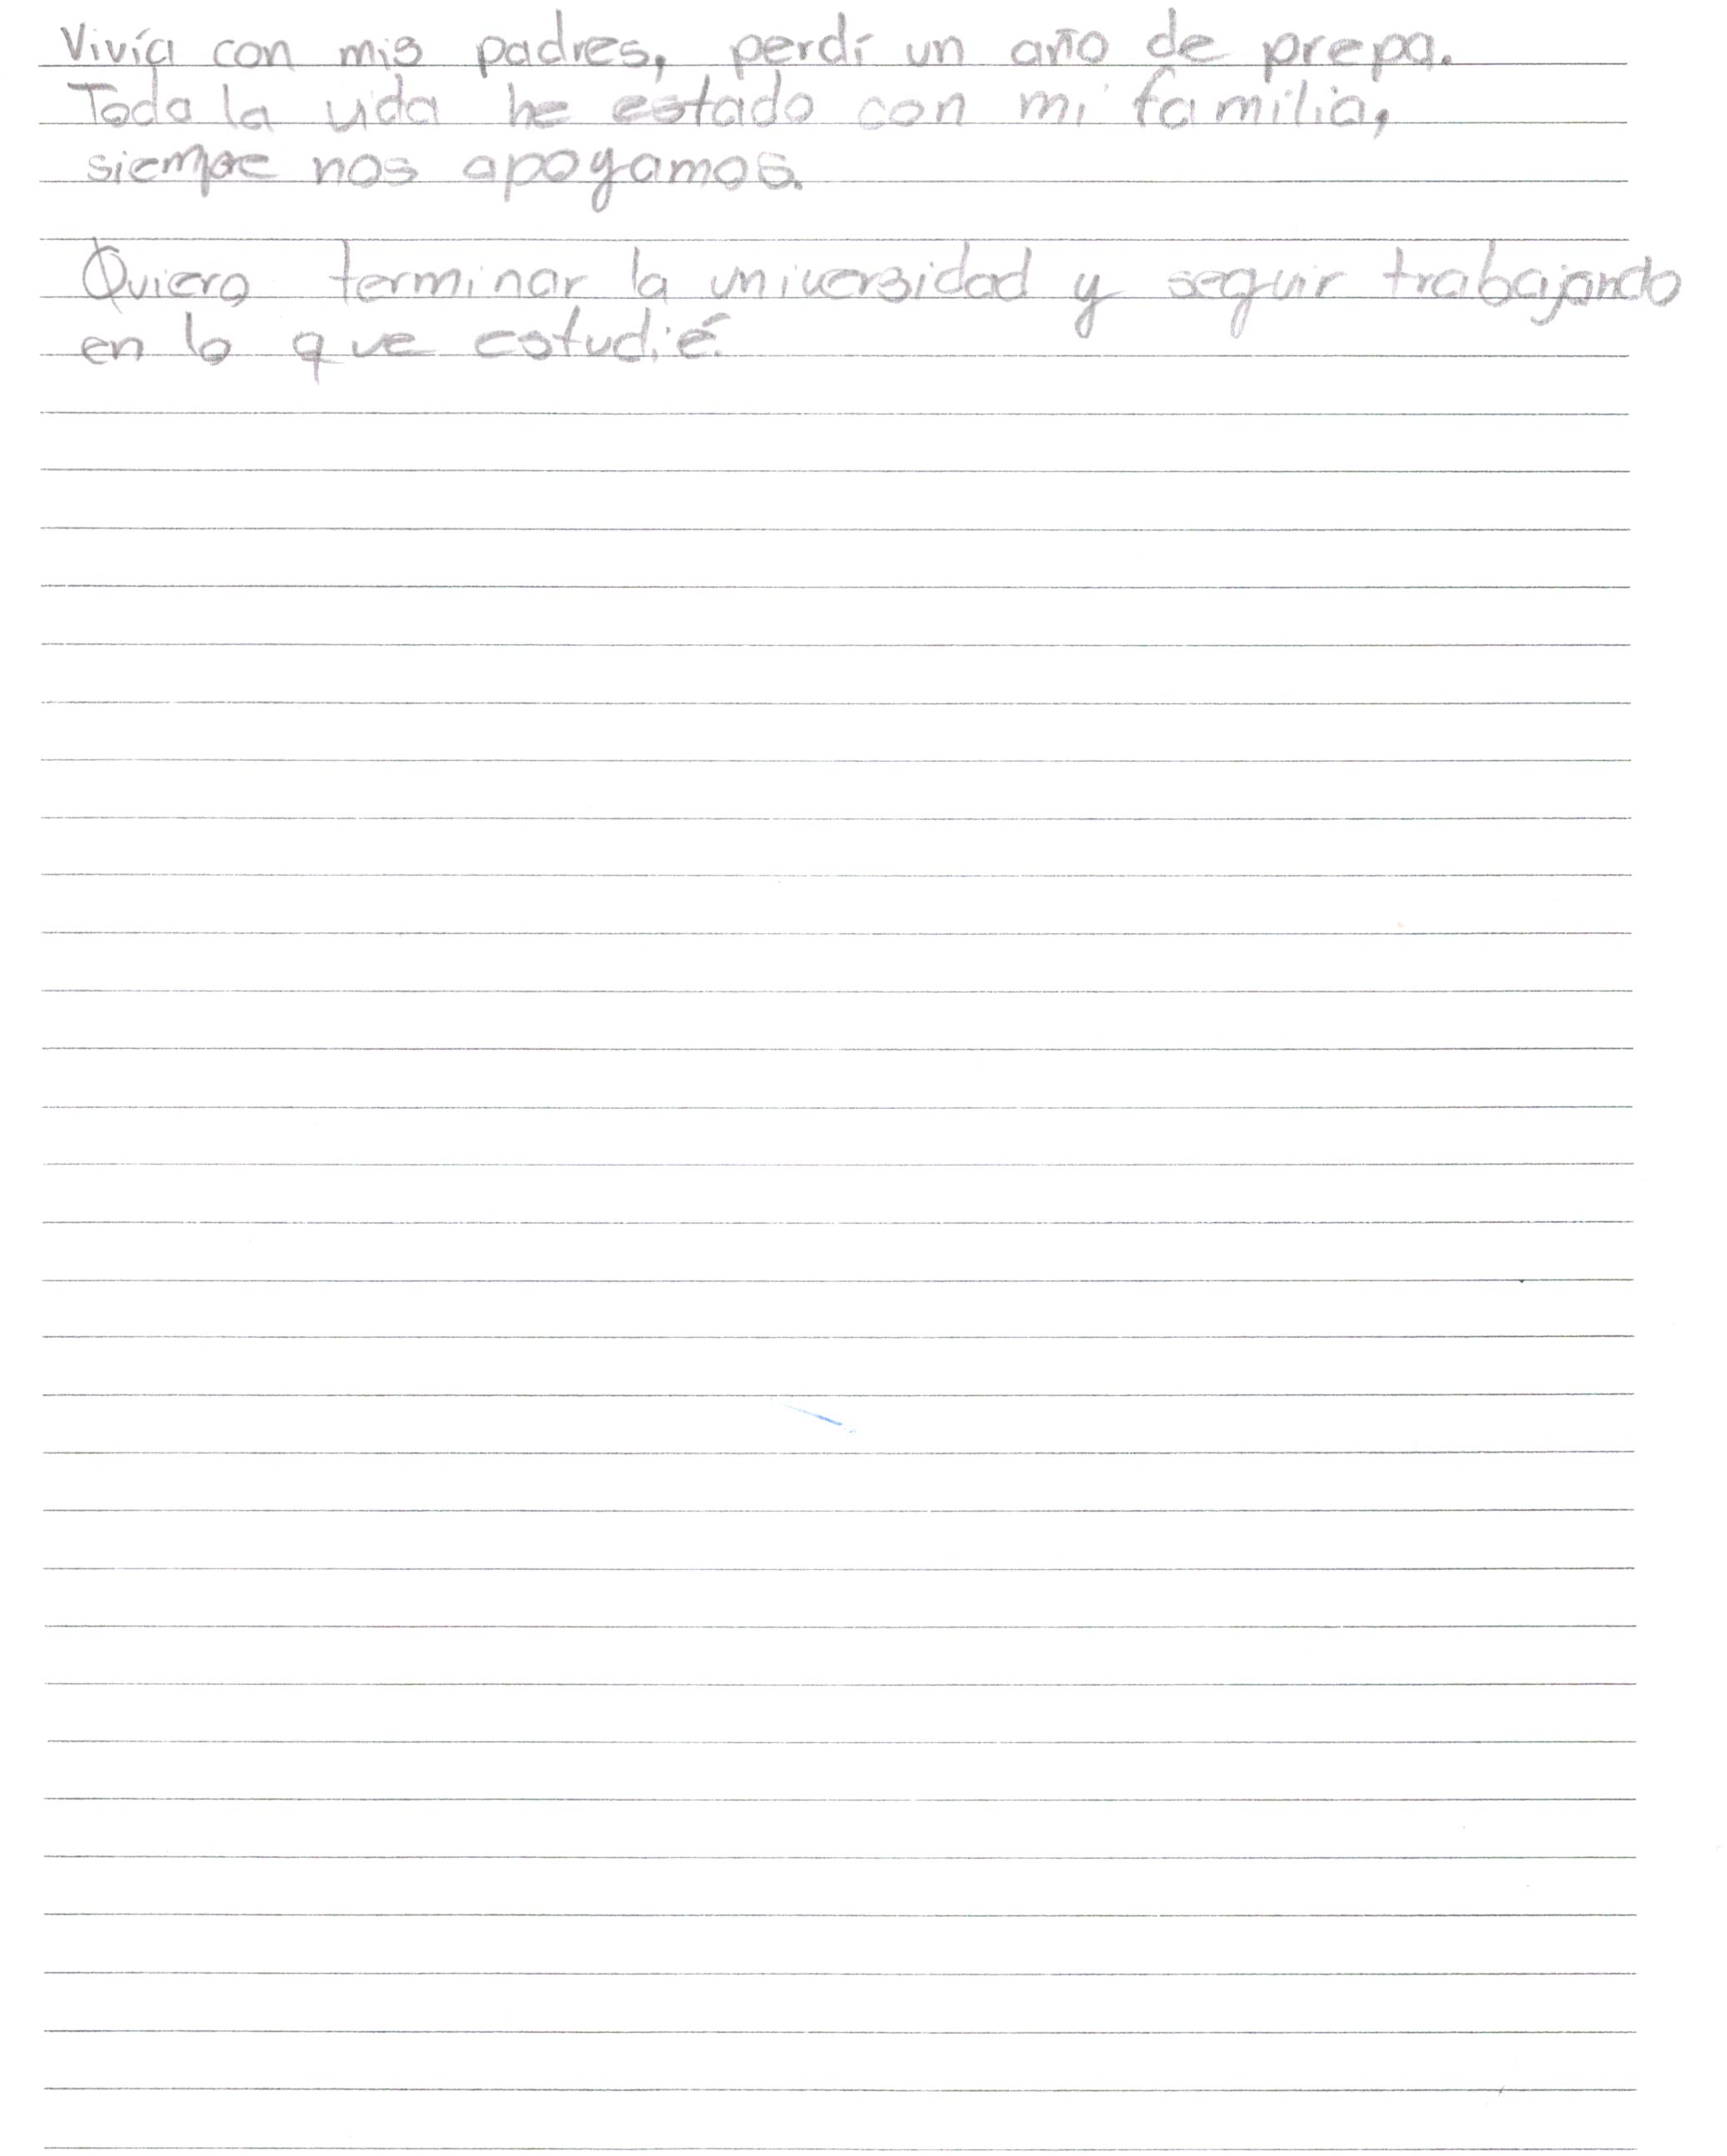 Vivía con mis padres, perdí un año de prepa.
Toda la vida he estado con mi familia,
siempre nos apoyamos.
Quiero terminar la universidad y seguir trabajando
en lo que estudié.